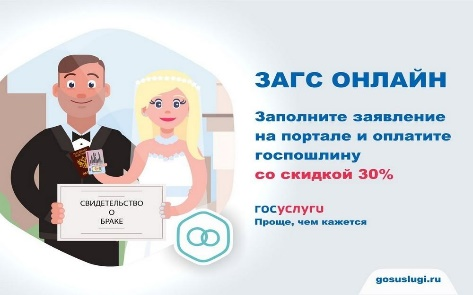 ЗАГС ОНЛАЙН
Заполните заявление
на портале и оплатите
госпошлину
со скидкой 30%
госуслуги
Проще, чем кажется
СВИДЕТЕЛЬСТВО
О
БРАКЕ
gosuslugi.ru